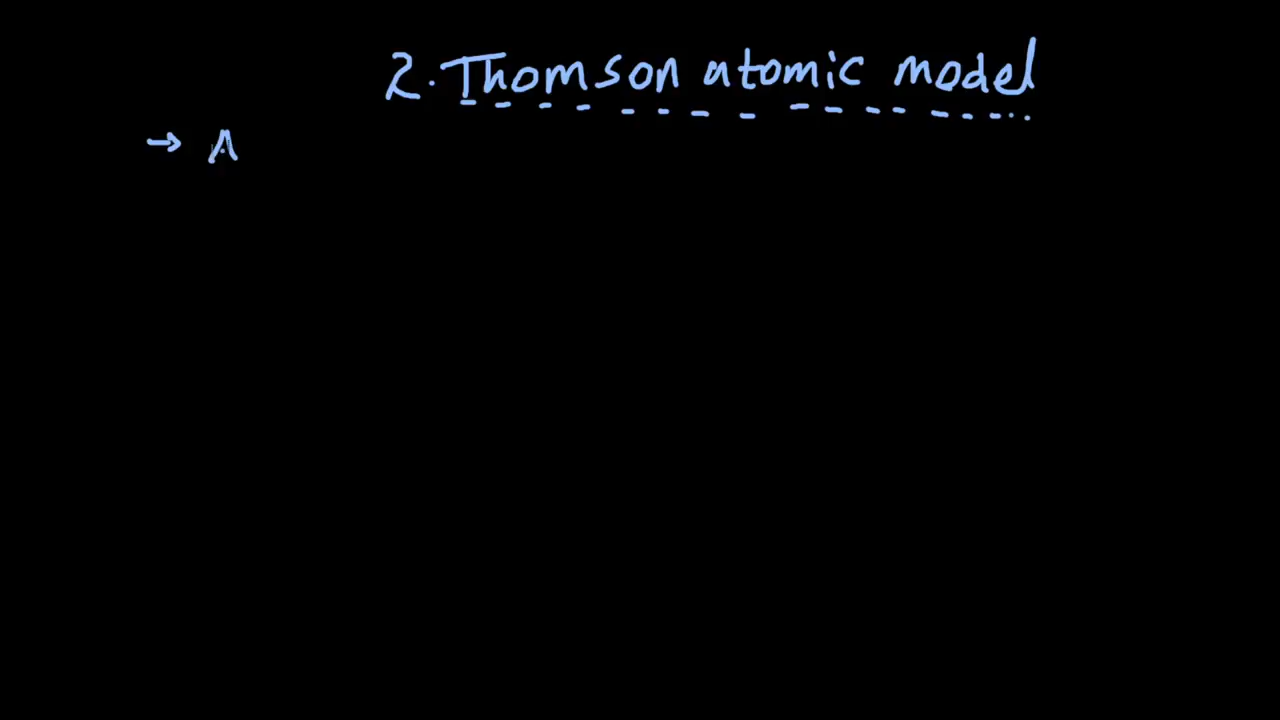 2. Thomson atomic model
→ A